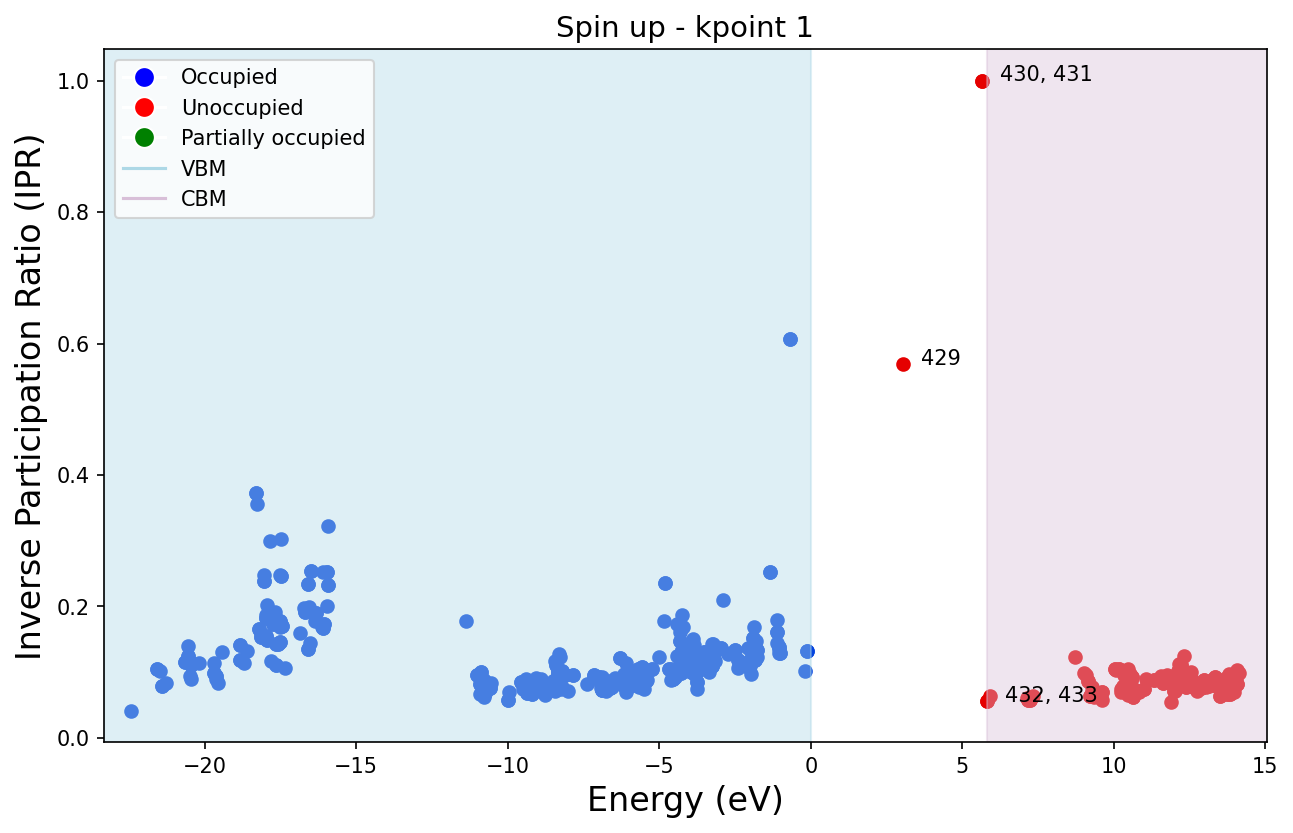 Spin up - kpoint 1
Inverse Participation Ratio (IPR)
1.0
0.8
0.6
0.4
0.2
0.0
Occupied
Unoccupied
Partially occupied
VBM
CBM
430, 431
429
432, 433
−20
−15
−10
−5
0
5
10
15
Energy (eV)